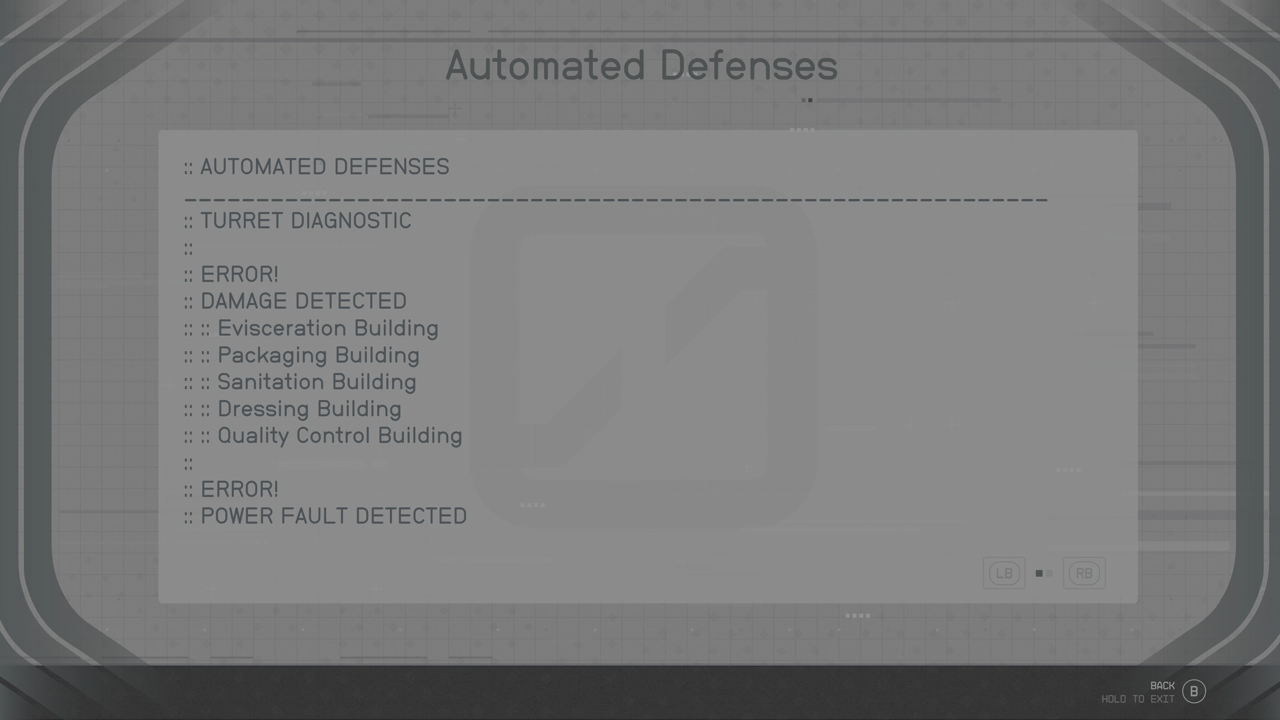 Automated Defenses
:: AUTOMATED DEFENSES
____________________________________________________________
:: TURRET DIAGNOSTIC
::
:: ERROR!
:: DAMAGE DETECTED
:: :: Evisceration Building
:: :: Packaging Building
:: :: Sanitation Building
:: :: Dressing Building
:: :: Quality Control Building
::
:: ERROR!
:: POWER FAULT DETECTED
LB RB
BACK B
HOLD TO EXIT